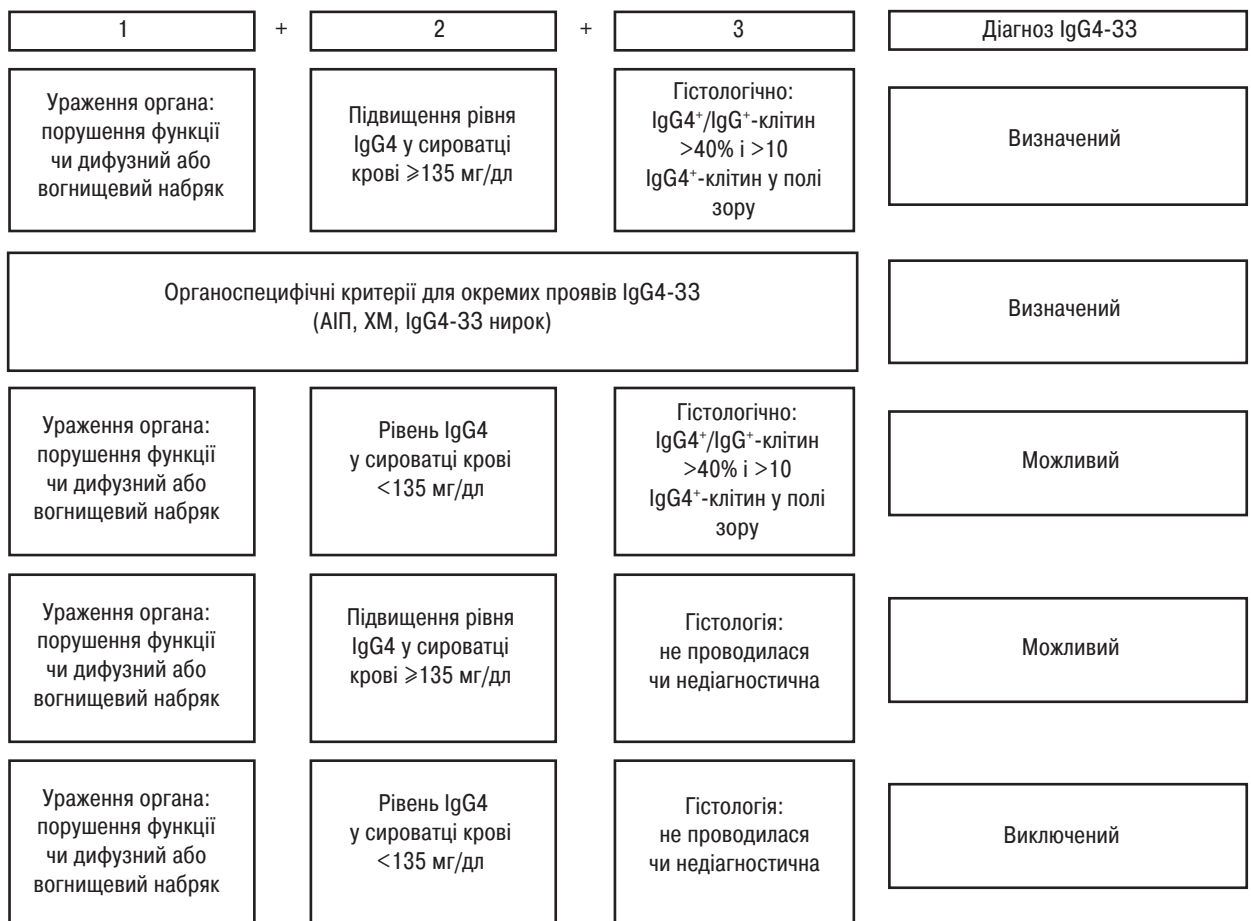 1 + 2 + 3 Діагноз IgG4-ЗЗ
Ураження органа:
порушення функції
чи дифузний або
вогнищевий набряк
Підвищення рівня
IgG4 у сироватці
крові ⩾135 мг/дл
Гістологічно:
IgG4⁺/IgG⁺-клітин
>40% і >10
IgG4⁺-клітин у полі
зору
Визначений
Органоспецифічні критерії для окремих проявів IgG4-ЗЗ
(АІП, ХМ, IgG4-ЗЗ нирок)
Визначений
Ураження органа:
порушення функції
чи дифузний або
вогнищевий набряк
Рівень IgG4
у сироватці крові
<135 мг/дл
Гістологічно:
IgG4⁺/IgG⁺-клітин
>40% і >10
IgG4⁺-клітин у полі
зору
Можливий
Ураження органа:
порушення функції
чи дифузний або
вогнищевий набряк
Підвищення рівня
IgG4 у сироватці
крові ⩾135 мг/дл
Гістологія:
не проводилася
чи недіагностична
Можливий
Ураження органа:
порушення функції
чи дифузний або
вогнищевий набряк
Рівень IgG4
у сироватці крові
<135 мг/дл
Гістологія:
не проводилася
чи недіагностична
Виключений